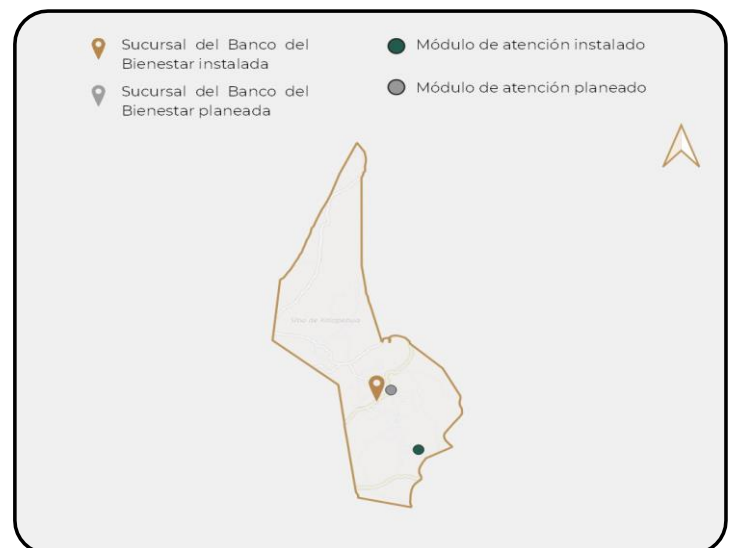 Sucursal del Banco del
Bienestar instalada
Sucursal del Banco del
Bienestar planeada
Módulo de atención instalado
Módulo de atención planeado